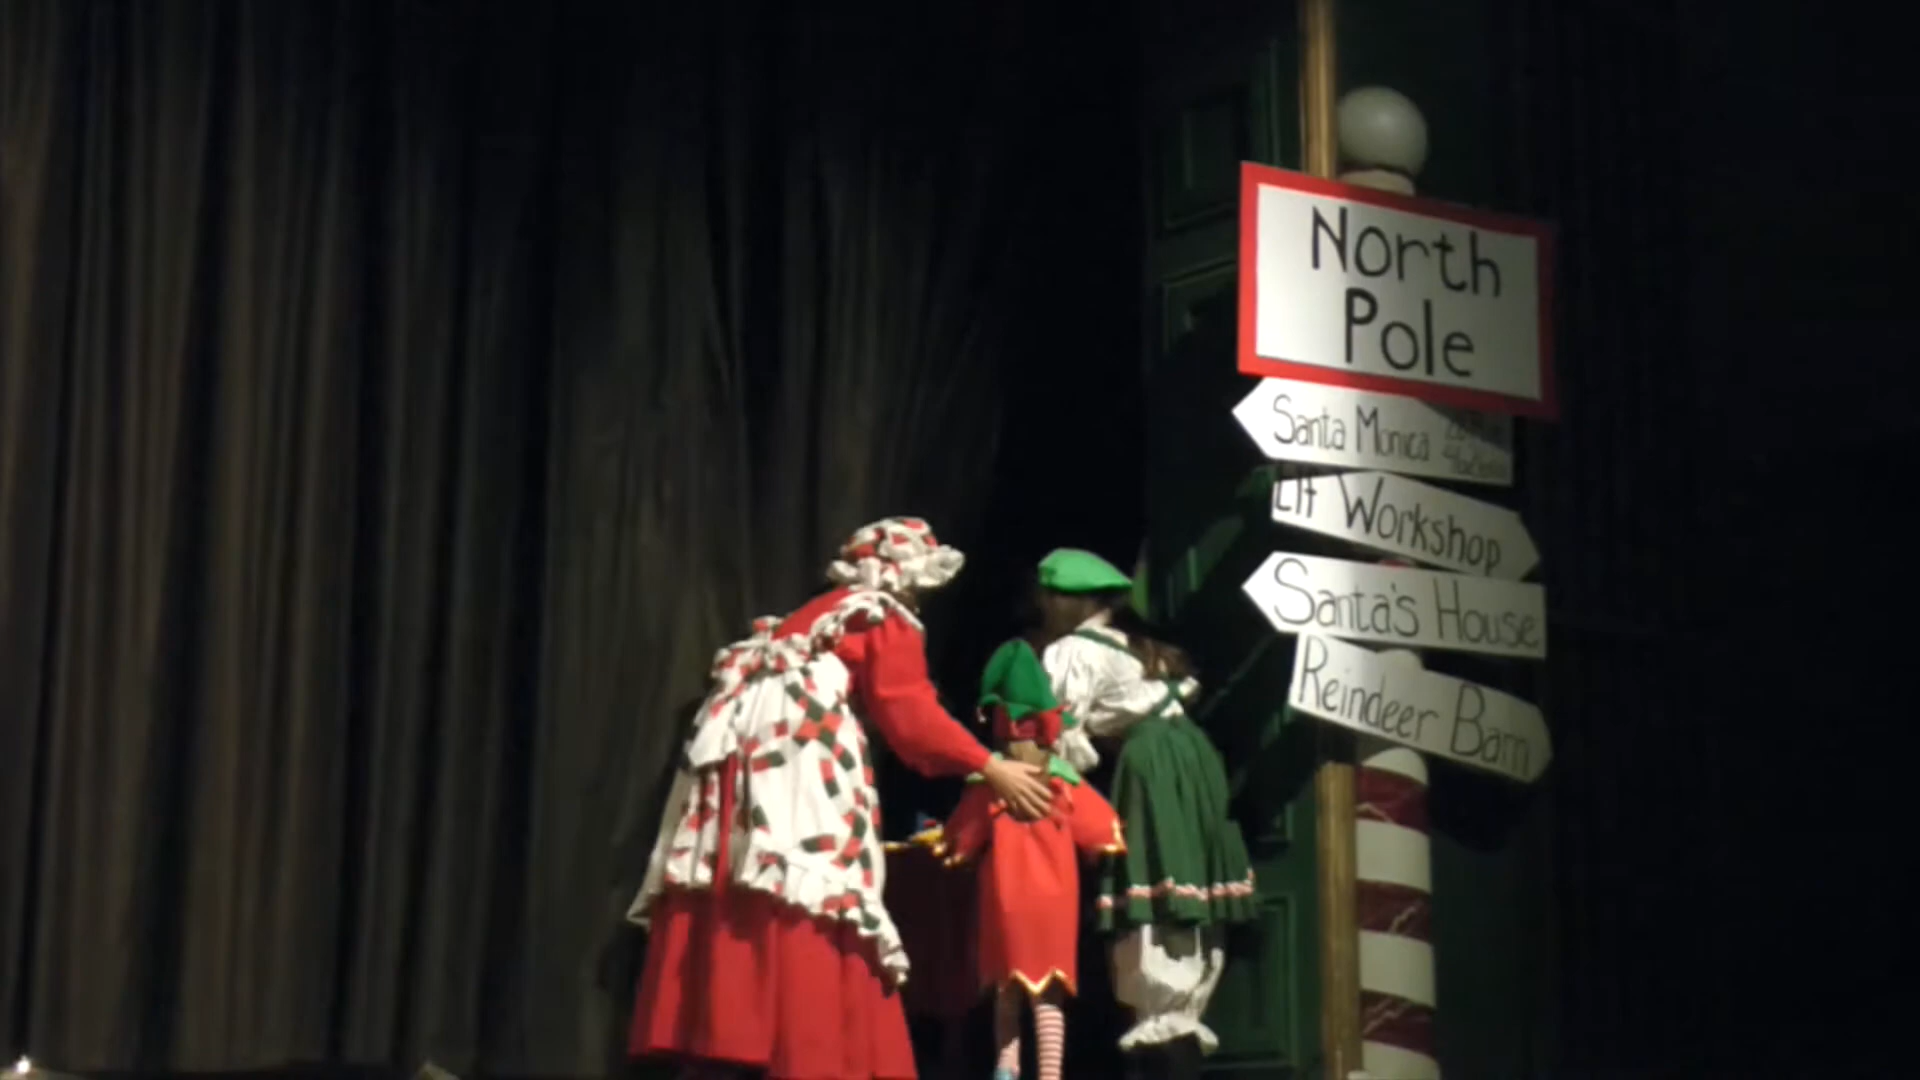 North
Pole
Santa Monica
Elf Workshop
Santa's House
Reindeer Barn